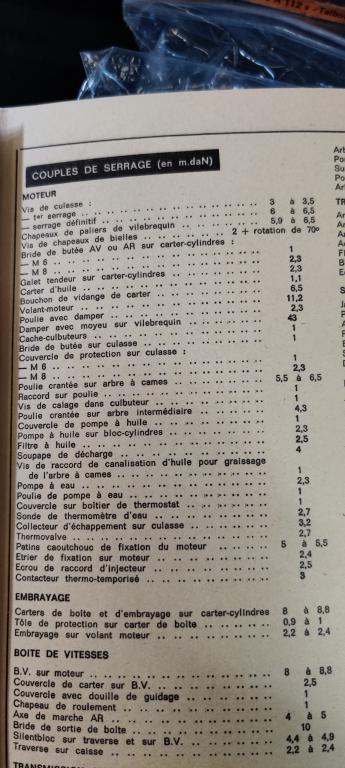 A 112 s / Talbo
COUPLES DE SERRAGE (en m.daN)
MOTEUR
Vis de culasse :
— 1er serrage 3 à 3,5
— serrage définitif 6 à 6,5
Chapeaux de paliers de vilebrequin 5,9 à 6,5
Vis de chapeaux de bielles 2 + rotation de 70º
Bride de butée AV ou AR sur carter-cylindres :
— M 6 1
— M 8 2,3
Galet tendeur sur carter-cylindres 2,3
Carter d'huile 1,1
Bouchon de vidange de carter 6,5
Volant-moteur 11,2
Poulie avec damper 2,3
Damper avec moyeu sur vilebrequin 43
Cache-culbuteurs 1
Bride de butée sur culasse 1
Couvercle de protection sur culasse :
— M 6 1
— M 8 2,3
Poulie crantée sur arbre à cames 5,5 à 6,5
Raccord sur poulie 1
Vis de calage dans culbuteur 1
Poulie crantée sur arbre intermédiaire 4,3
Couvercle de pompe à huile 1
Pompe à huile sur bloc-cylindres 2,3
Filtre à huile 2,5
Soupape de décharge 4
Vis de raccord de canalisation d'huile pour graissage
de l'arbre à cames 1
Pompe à eau 2,3
Poulie de pompe à eau 1
Couvercle sur boîtier de thermostat 1
Sonde de thermomètre d'eau 2,7
Collecteur d'échappement sur culasse 3,2
Thermovalve 2,7
Patins caoutchouc de fixation du moteur 5 à 5,5
Etrier de fixation sur moteur 2,4
Ecrou de raccord d'injecteur 2,5
Contacteur thermo-temporisé 3
EMBRAYAGE
Carters de boîte et d'embrayage sur carter-cylindres 8 à 8,8
Tôle de protection sur carter de boîte 0,9 à 1
Embrayage sur volant moteur 2,2 à 2,4
BOITE DE VITESSES
B.V. sur moteur 8 à 8,8
Couvercle de carter sur B.V. 2,5
Couvercle avec douille de guidage 1
Chapeau de roulement 1
Axe de marche AR 4 à 5
Bride de sortie de boîte 10
Silentbloc sur traverse et sur B.V. 4,4 à 4,9
Traverse sur caisse 2,2 à 2,4